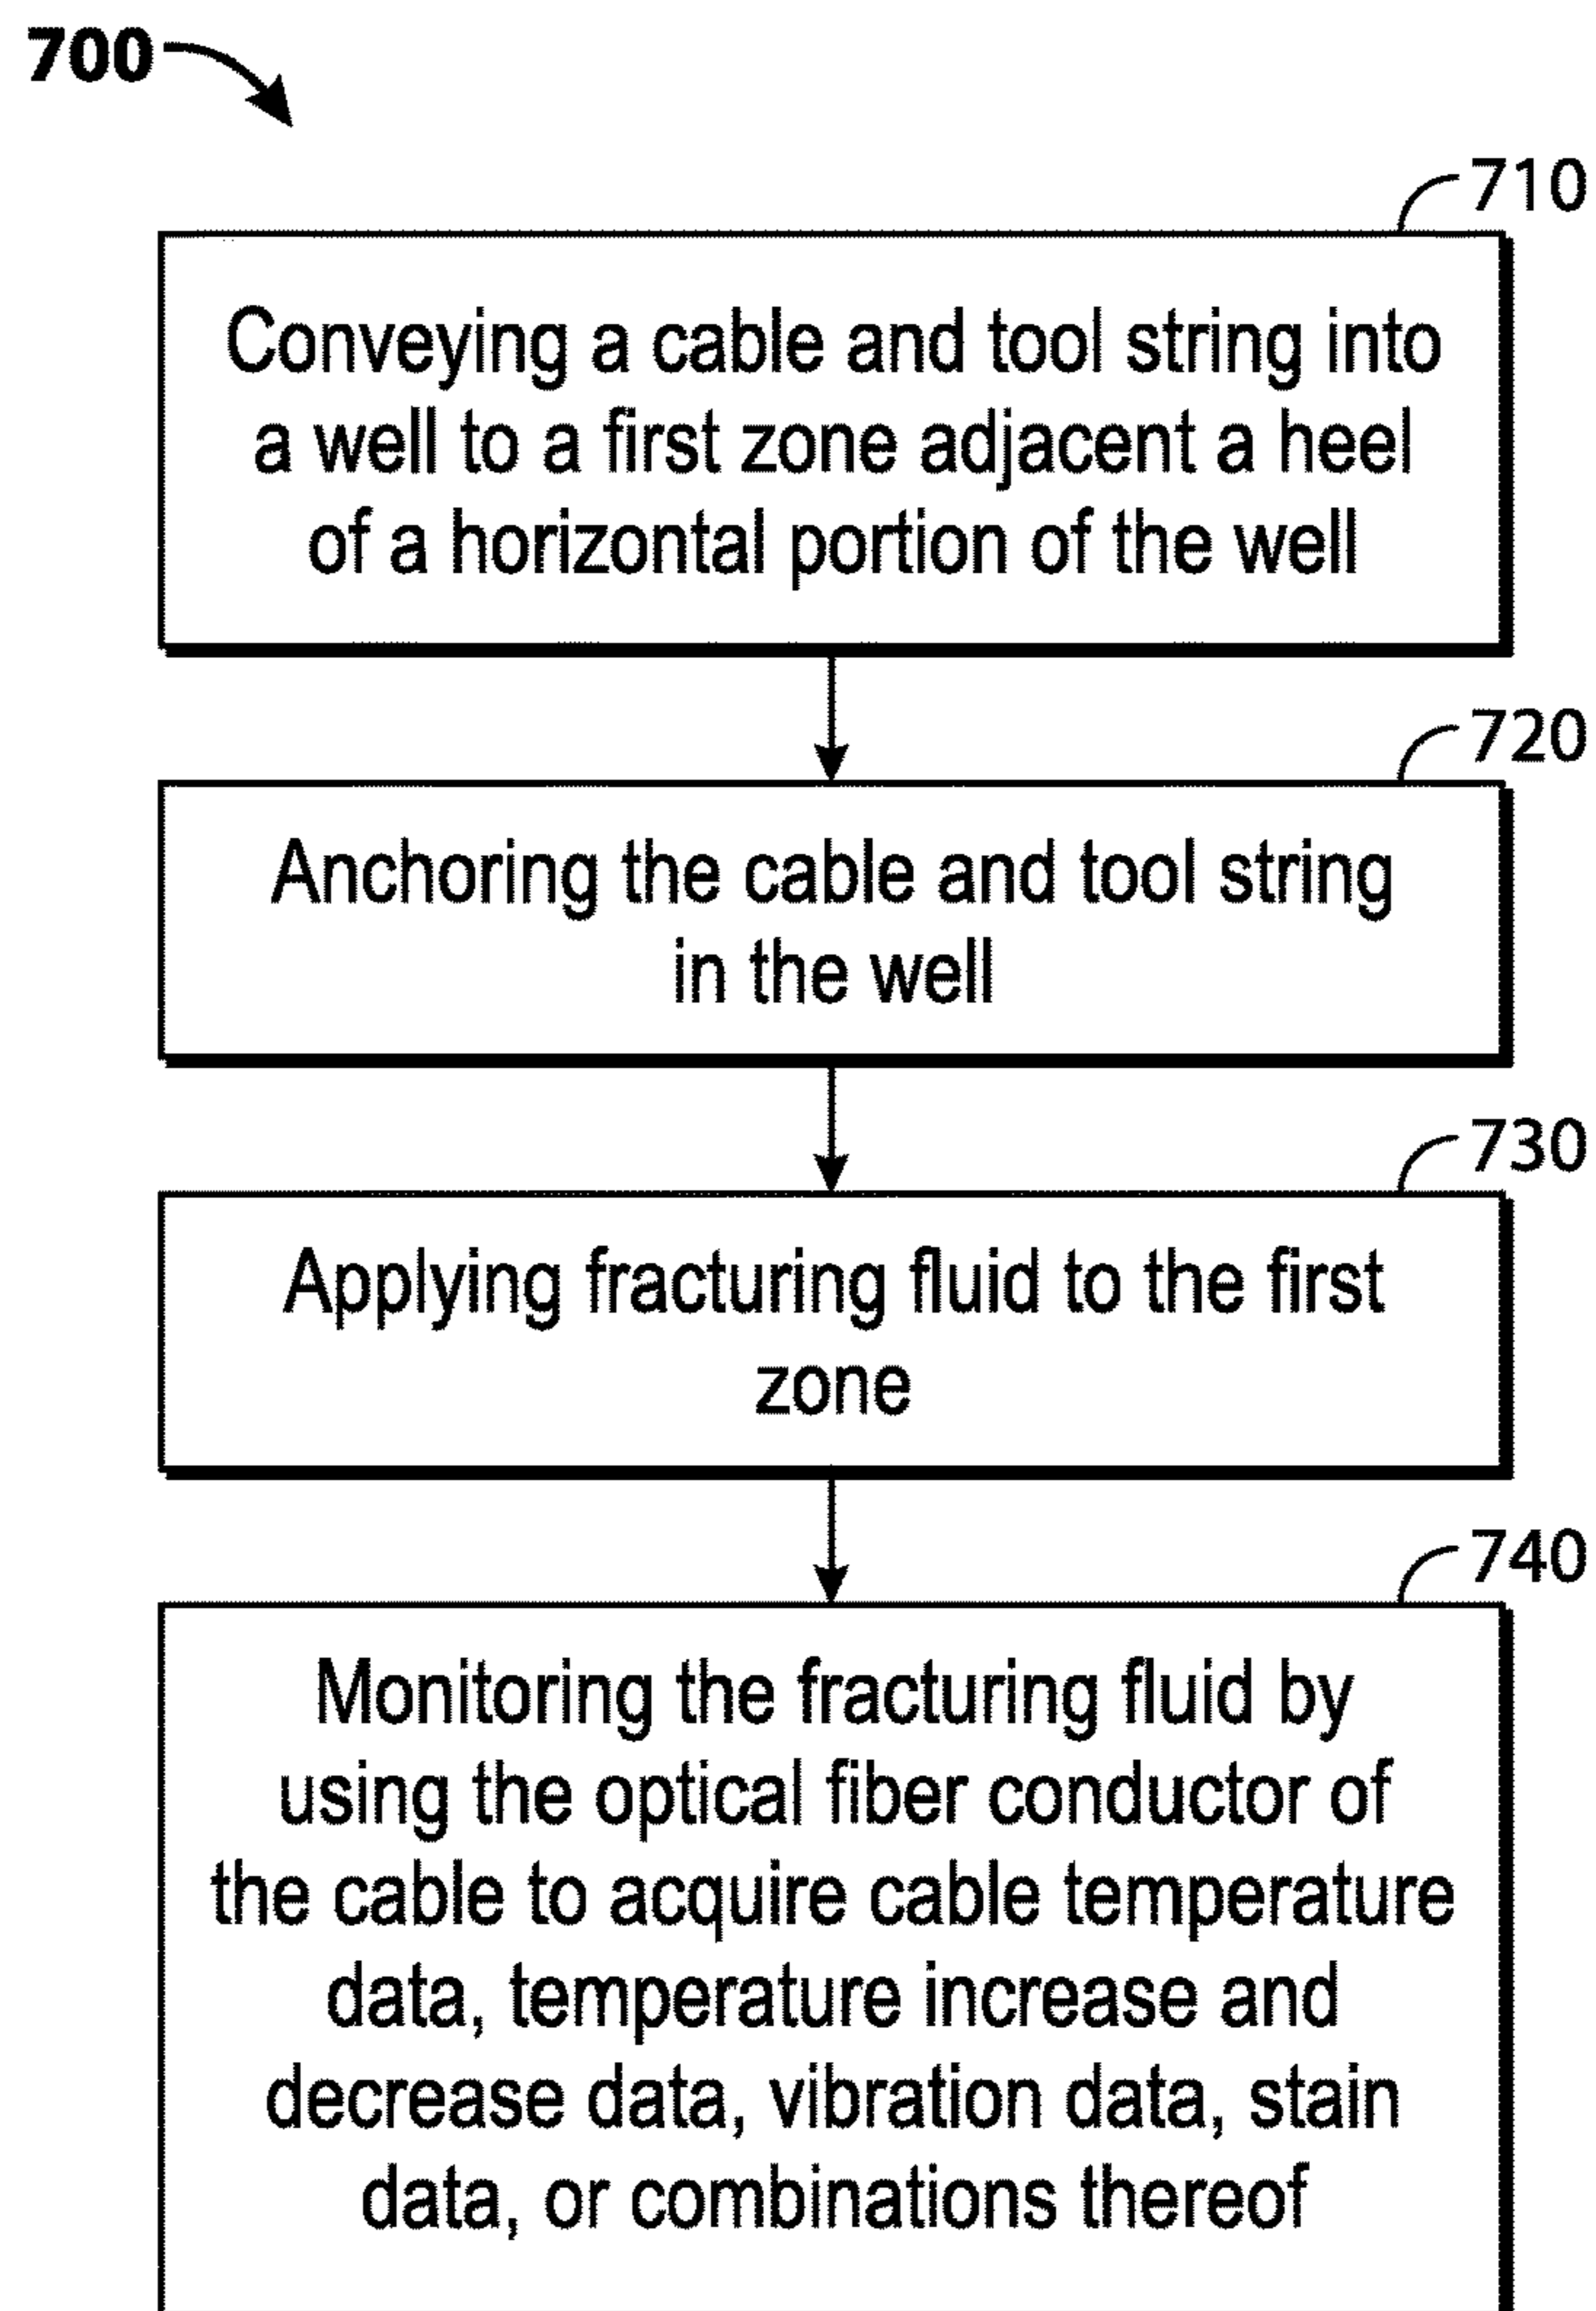 700
710
Conveying a cable and tool string into
a well to a first zone adjacent a heel
of a horizontal portion of the well
720
Anchoring the cable and tool string
in the well
730
Applying fracturing fluid to the first
zone
740
Monitoring the fracturing fluid by
using the optical fiber conductor of
the cable to acquire cable temperature
data, temperature increase and
decrease data, vibration data, stain
data, or combinations thereof